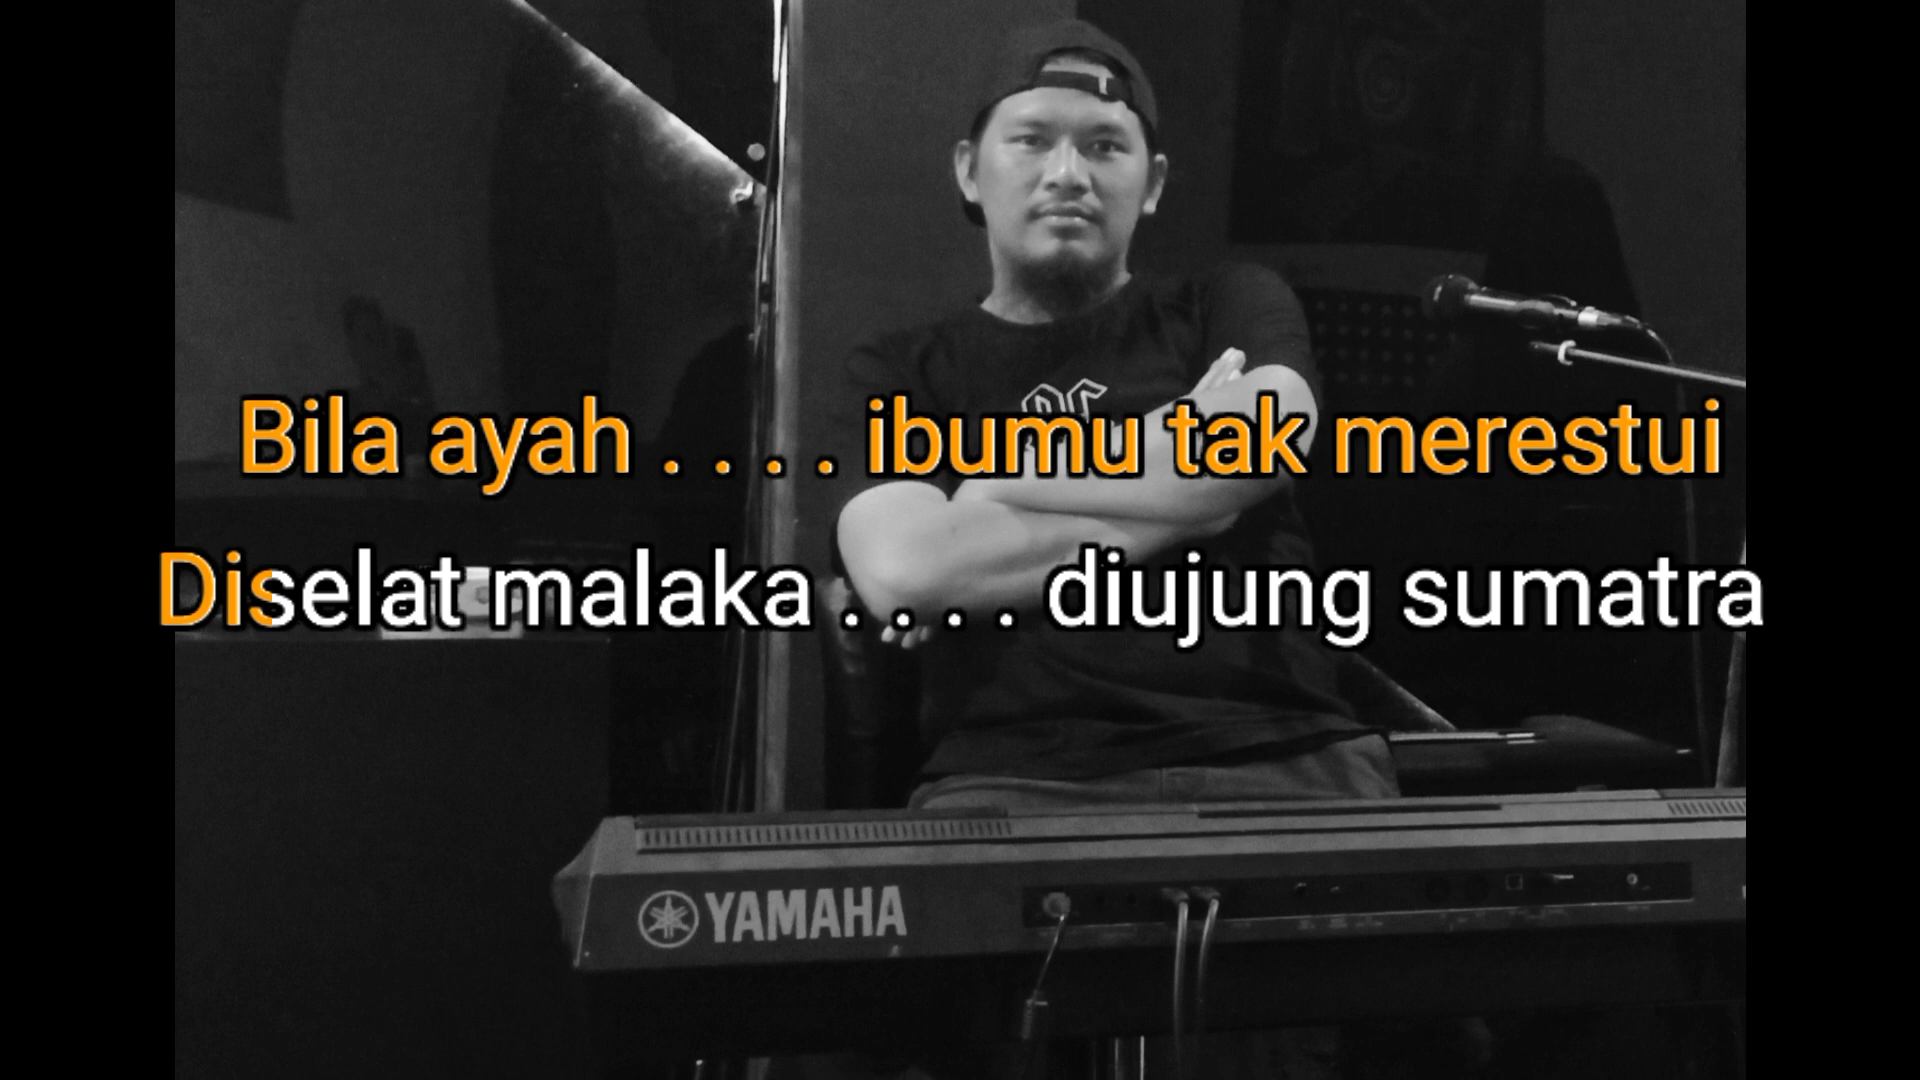 Bila ayah . . . . ibumu tak merestui
Diselat malaka . . . . diujung sumatra
YAMAHA